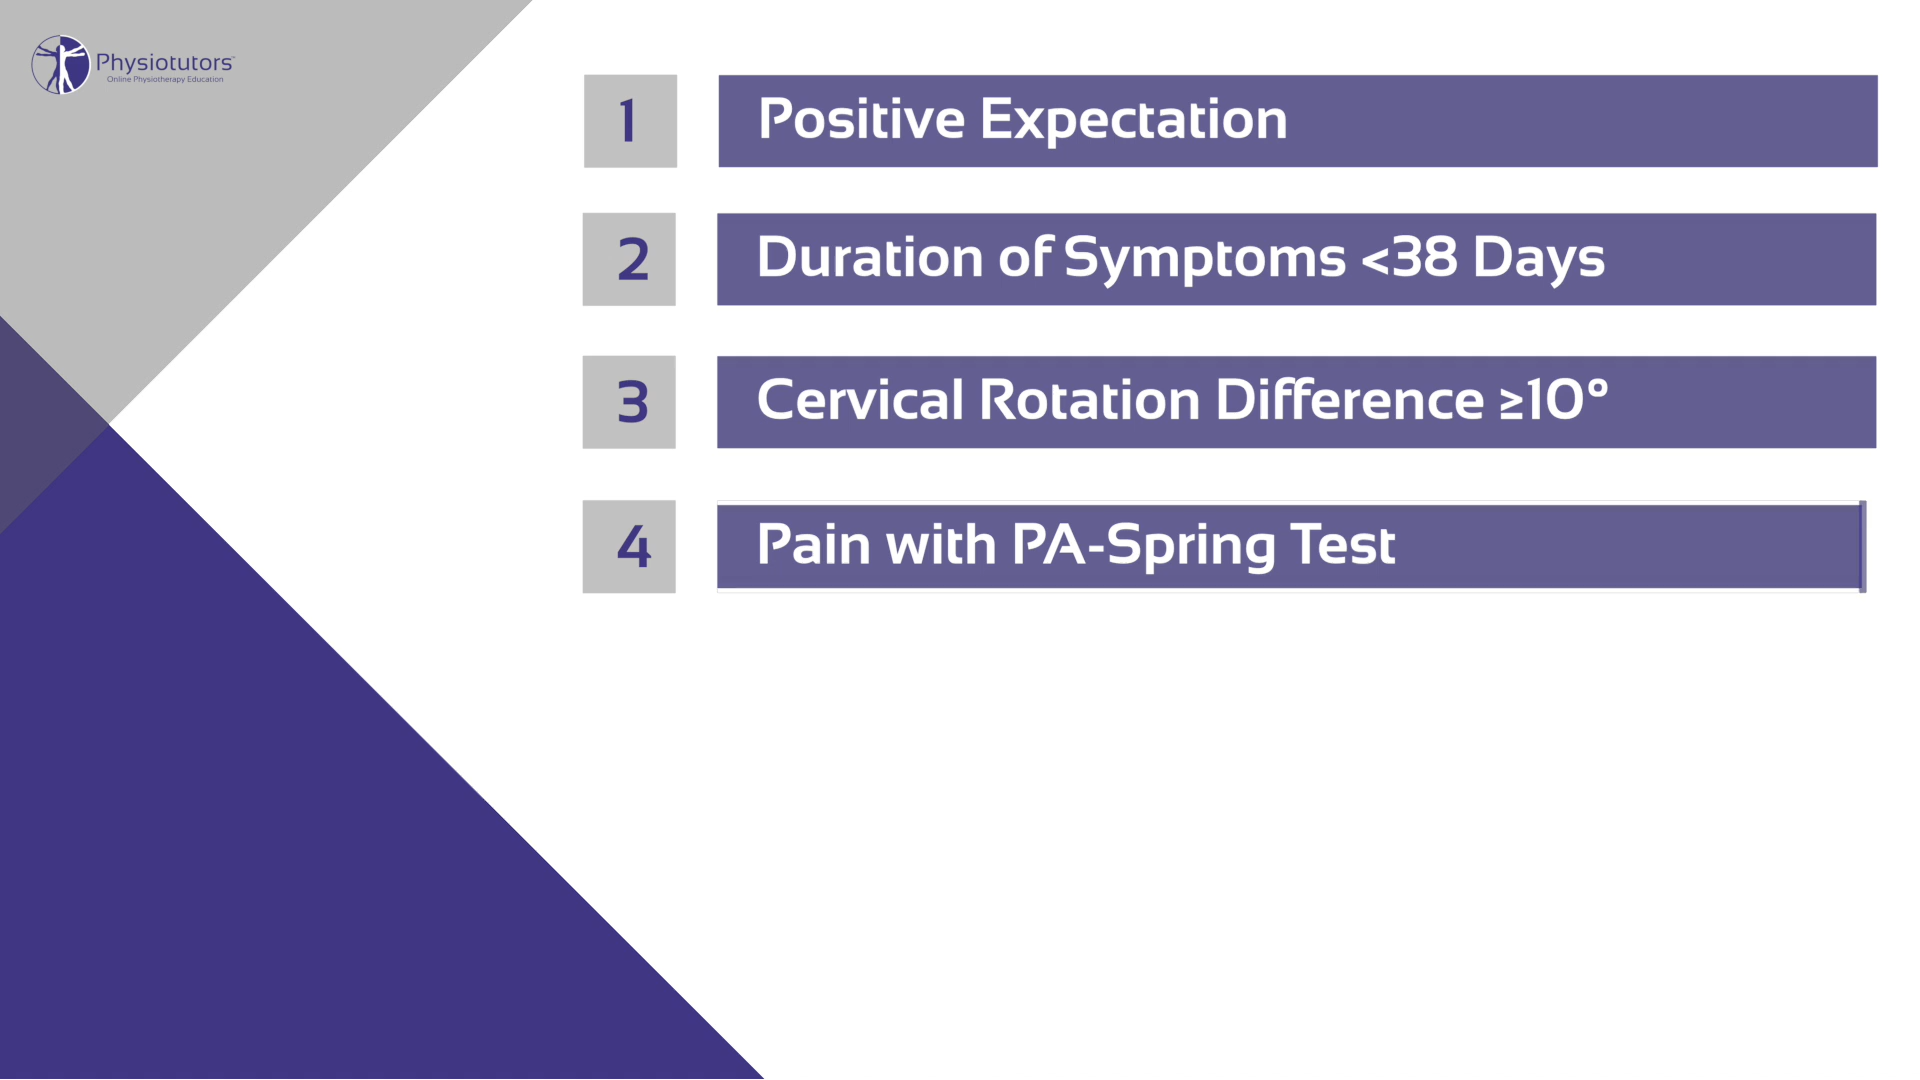 Physiotutors™
Online Physiotherapy Education
1 Positive Expectation
2 Duration of Symptoms <38 Days
3 Cervical Rotation Difference ≥10°
4 Pain with PA-Spring Test